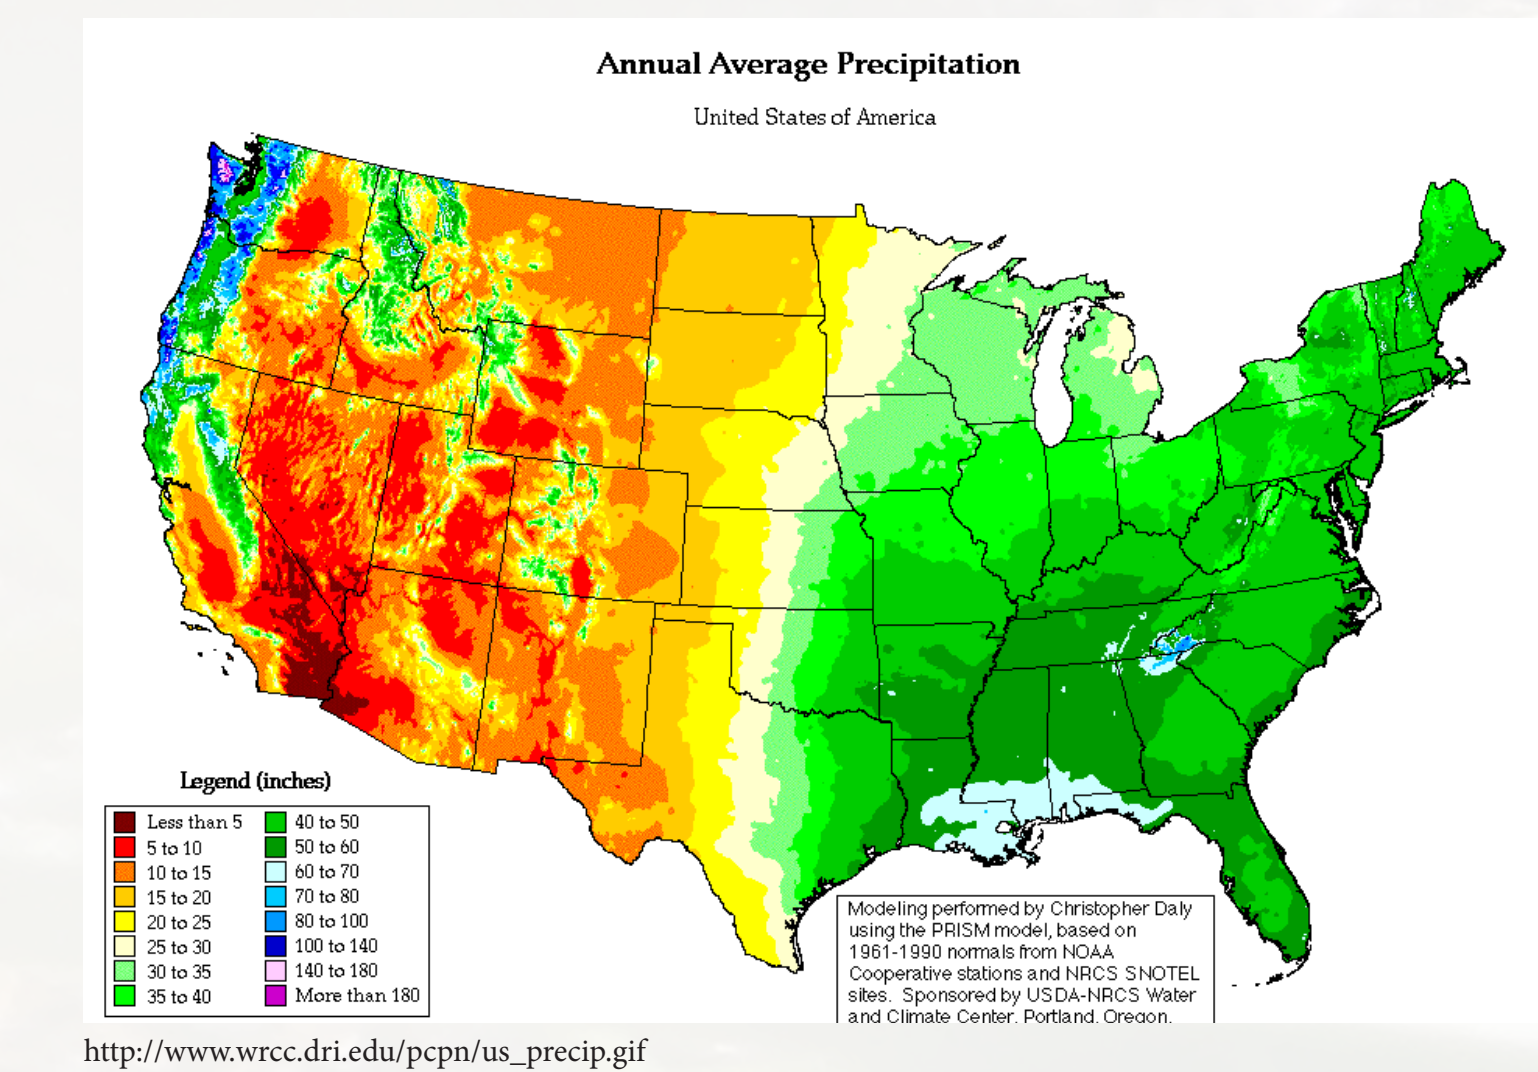 Annual Average Precipitation
United States of America
Legend (inches)
Less than 5
5 to 10
10 to 15
15 to 20
20 to 25
25 to 30
30 to 35
35 to 40
40 to 50
50 to 60
60 to 70
70 to 80
80 to 100
100 to 140
140 to 180
More than 180
Modeling performed by Christopher Daly
using the PRISM model, based on
1961-1990 normals from NOAA
Cooperative stations and NRCS SNOTEL
sites. Sponsored by USDA-NRCS Water
and Climate Center, Portland, Oregon.
http://www.wrcc.dri.edu/pcpn/us_precip.gif